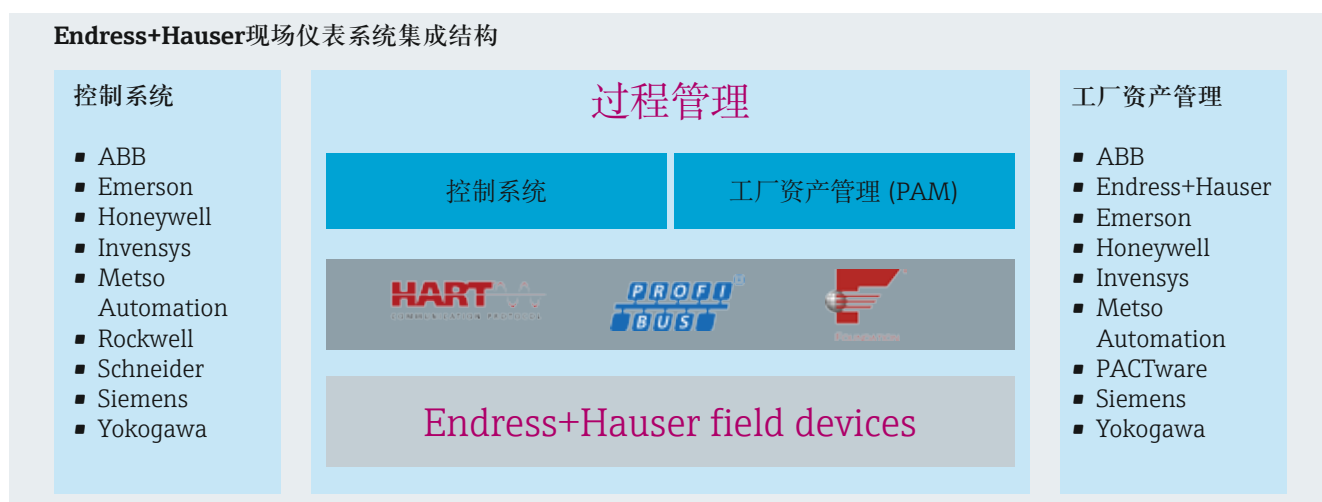 Endress+Hauser现场仪表系统集成结构
控制系统
▪ ABB
▪ Emerson
▪ Honeywell
▪ Invensys
▪ Metso
Automation
▪ Rockwell
▪ Schneider
▪ Siemens
▪ Yokogawa
过程管理
控制系统
工厂资产管理 (PAM)
HART
COMMUNICATION PROTOCOL
PROFI
BUS
FOUNDATION
Endress+Hauser field devices
工厂资产管理
▪ ABB
▪ Endress+Hauser
▪ Emerson
▪ Honeywell
▪ Invensys
▪ Metso
Automation
▪ PACTware
▪ Siemens
▪ Yokogawa